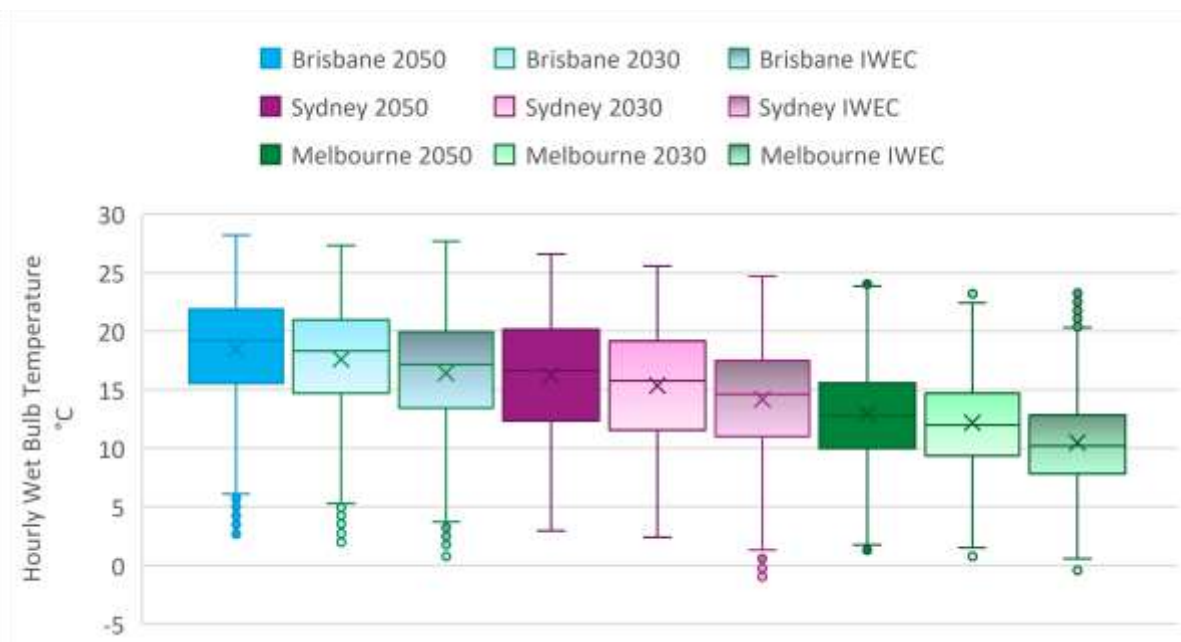 Brisbane 2050 Brisbane 2030 Brisbane IWEC
Sydney 2050 Sydney 2030 Sydney IWEC
Melbourne 2050 Melbourne 2030 Melbourne IWEC
Hourly Wet Bulb Temperature
°C
30
25
20
15
10
5
0
-5